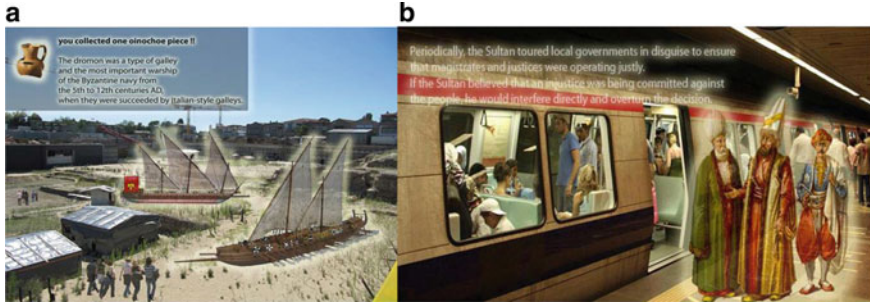 a
you collected one oinochoe piece !!
The dromon was a type of galley
and the most important warship
of the Byzantine navy from
the 5th to 12th centuries AD,
when they were succeeded by Italian-style galleys.
b
Periodically, the Sultan toured local governments in disguise to ensure
that magistrates and justices were operating justly.
If the Sultan believed that an injustice was being committed against
the people, he would interfere directly and overturn the decision.